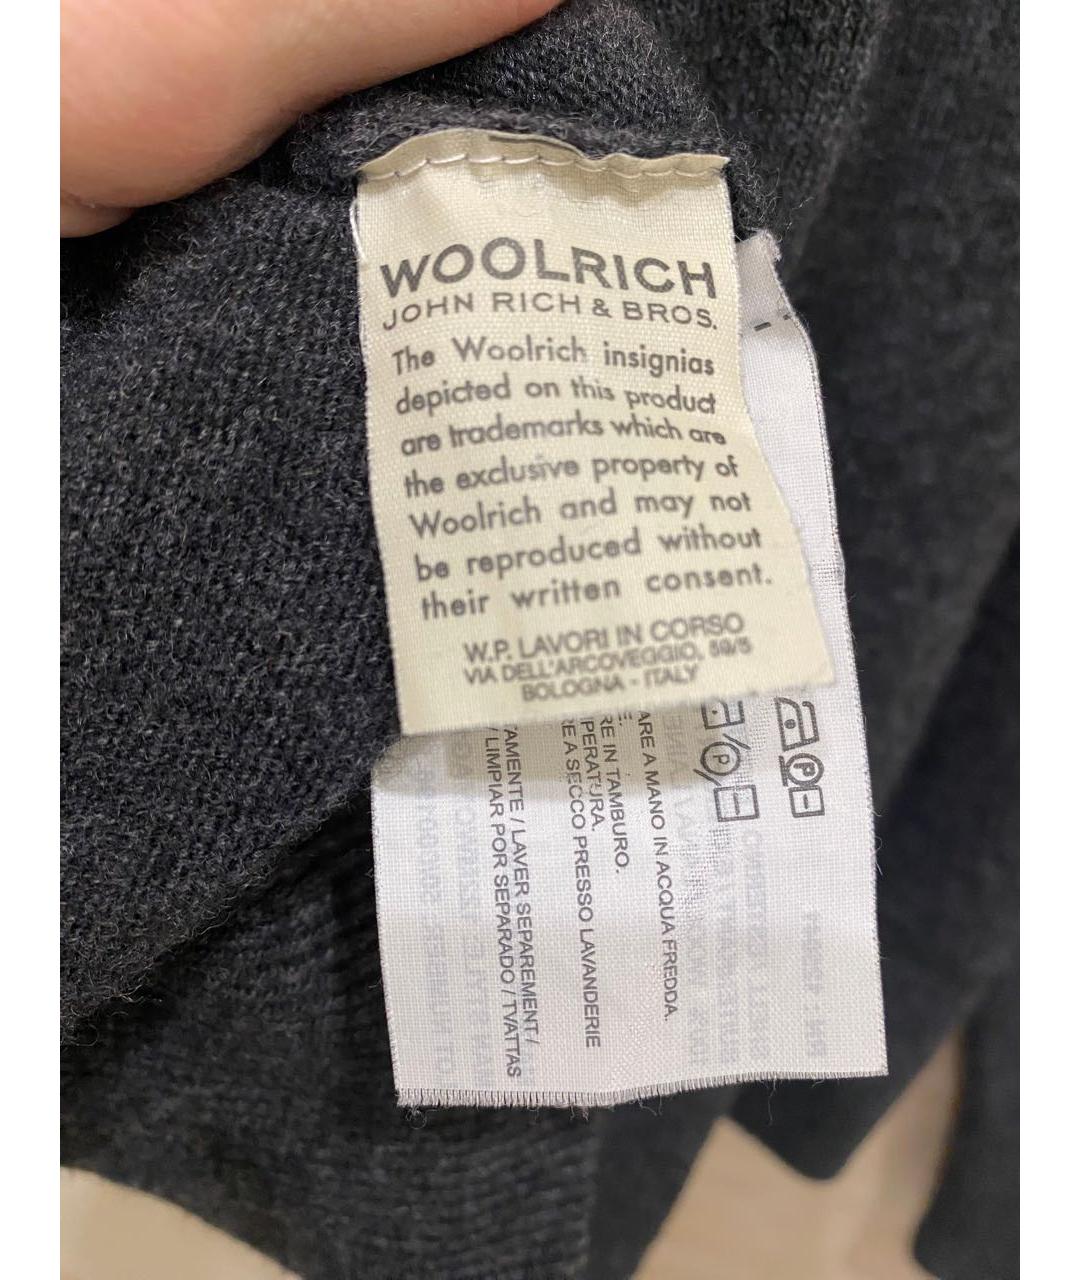 WOOLRICH
JOHN RICH & BROS.
The Woolrich insignias
depicted on this product
are trademarks which are
the exclusive property of
Woolrich and may not
be reproduced without
their written consent.
W.P. LAVORI IN CORSO
VIA DELL'ARCOVEGGIO, 59/5
BOLOGNA - ITALY
ARE A MANO IN ACQUA FREDDA.
RE IN TAMBURO.
PERATURA.
RE A SECCO PRESSO LAVANDERIE
TAMENTE / LAVER SEPAREMENT /
/ LIMPIAR POR SEPARADO / TVATTAS